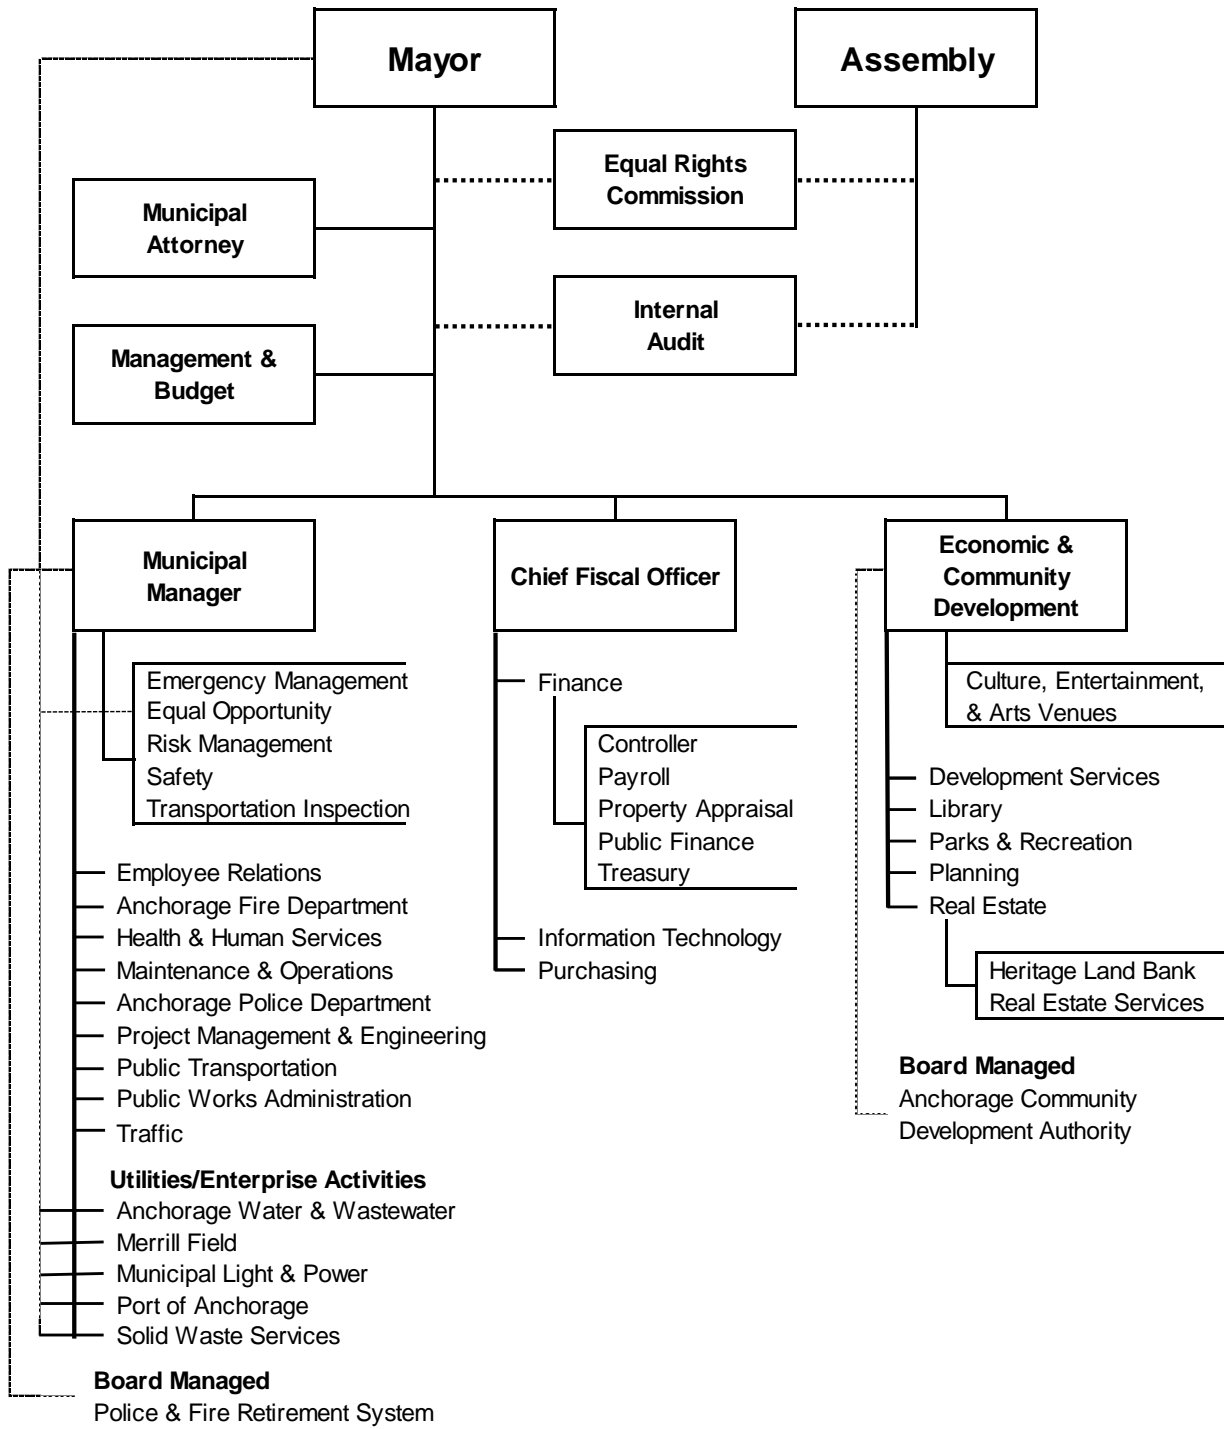 Mayor
Assembly
Equal Rights
Commission
Municipal
Attorney
Internal
Audit
Management &
Budget
Municipal
Manager
Chief Fiscal Officer
Economic &
Community
Development
Emergency Management
Equal Opportunity
Risk Management
Safety
Transportation Inspection
Employee Relations
Anchorage Fire Department
Health & Human Services
Maintenance & Operations
Anchorage Police Department
Project Management & Engineering
Public Transportation
Public Works Administration
Traffic
Utilities/Enterprise Activities
Anchorage Water & Wastewater
Merrill Field
Municipal Light & Power
Port of Anchorage
Solid Waste Services
Board Managed
Police & Fire Retirement System
Finance
Controller
Payroll
Property Appraisal
Public Finance
Treasury
Information Technology
Purchasing
Culture, Entertainment,
& Arts Venues
Development Services
Library
Parks & Recreation
Planning
Real Estate
Heritage Land Bank
Real Estate Services
Board Managed
Anchorage Community
Development Authority